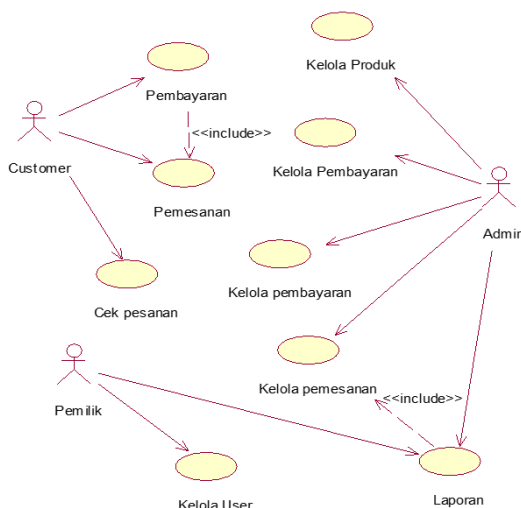 Kelola Produk
Pembayaran
<<include>>
Customer
Kelola Pembayaran
Pemesanan
Admin
Kelola pembayaran
Cek pesanan
Kelola pemesanan
<<include>>
Pemilik
Kelola User
Laporan